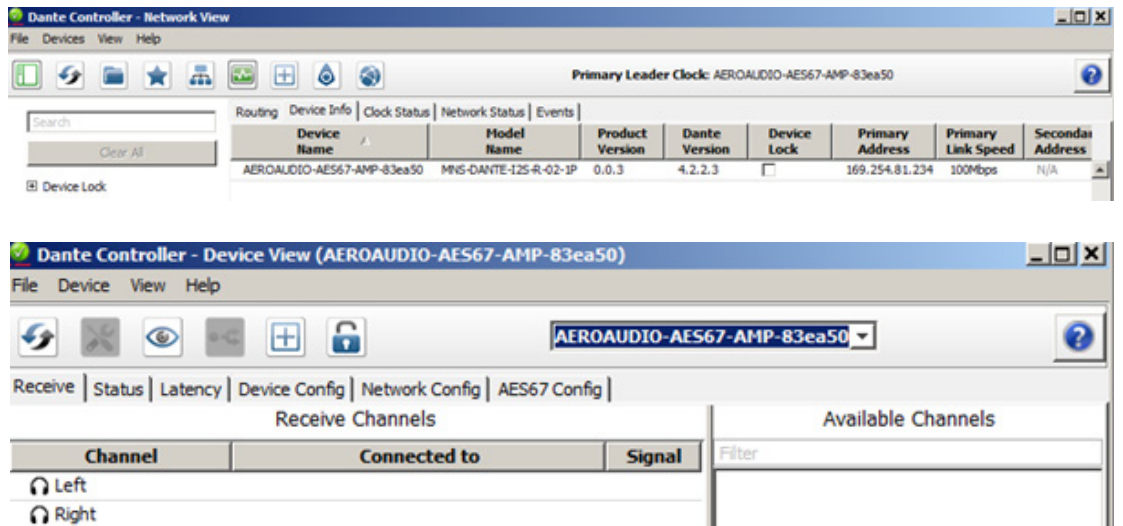 Dante Controller - Network View
File Devices View Help
Primary Leader Clock: AEROAUDIO-AES67-AMP-83ea50
Search
Clear All
Device Lock
Routing Device Info Clock Status Network Status Events
Device Name Model Name Product Version Dante Version Device Lock Primary Address Primary Link Speed Secondar Address
AEROAUDIO-AES67-AMP-83ea50 MNS-DANTE-I2S-R-02-1P 0.0.3 4.2.2.3 169.254.81.234 100Mbps N/A
Dante Controller - Device View (AEROAUDIO-AES67-AMP-83ea50)
File Device View Help
AEROAUDIO-AES67-AMP-83ea50
Receive Status Latency Device Config Network Config AES67 Config
Receive Channels
Available Channels
Channel Connected to Signal
Filter
Left
Right